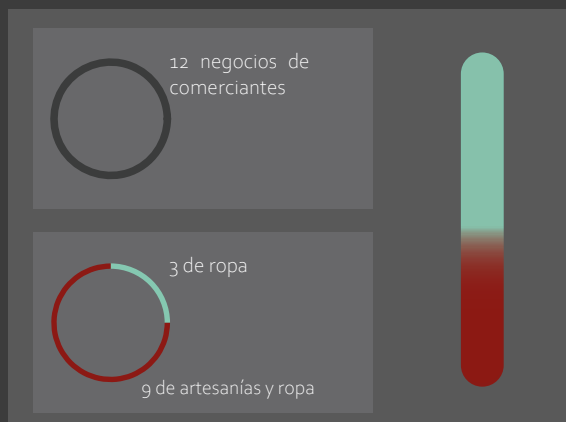 12 negocios de
comerciantes
3 de ropa
9 de artesanías y ropa